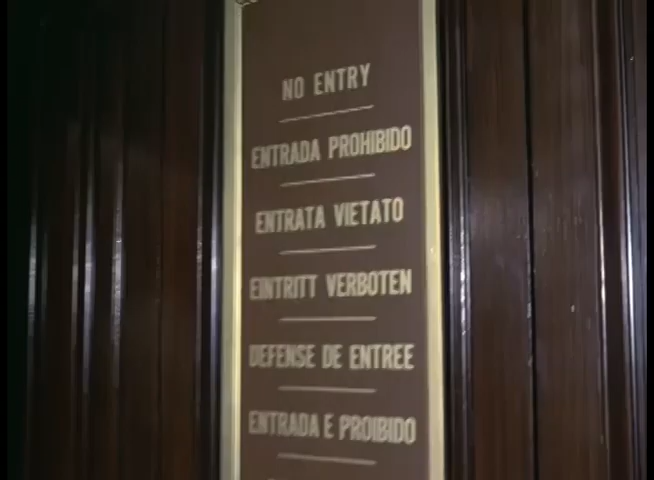 NO ENTRY
ENTRADA PROHIBIDO
ENTRATA VIETATO
EINTRITT VERBOTEN
DEFENSE DE ENTREE
ENTRADA E PROIBIDO